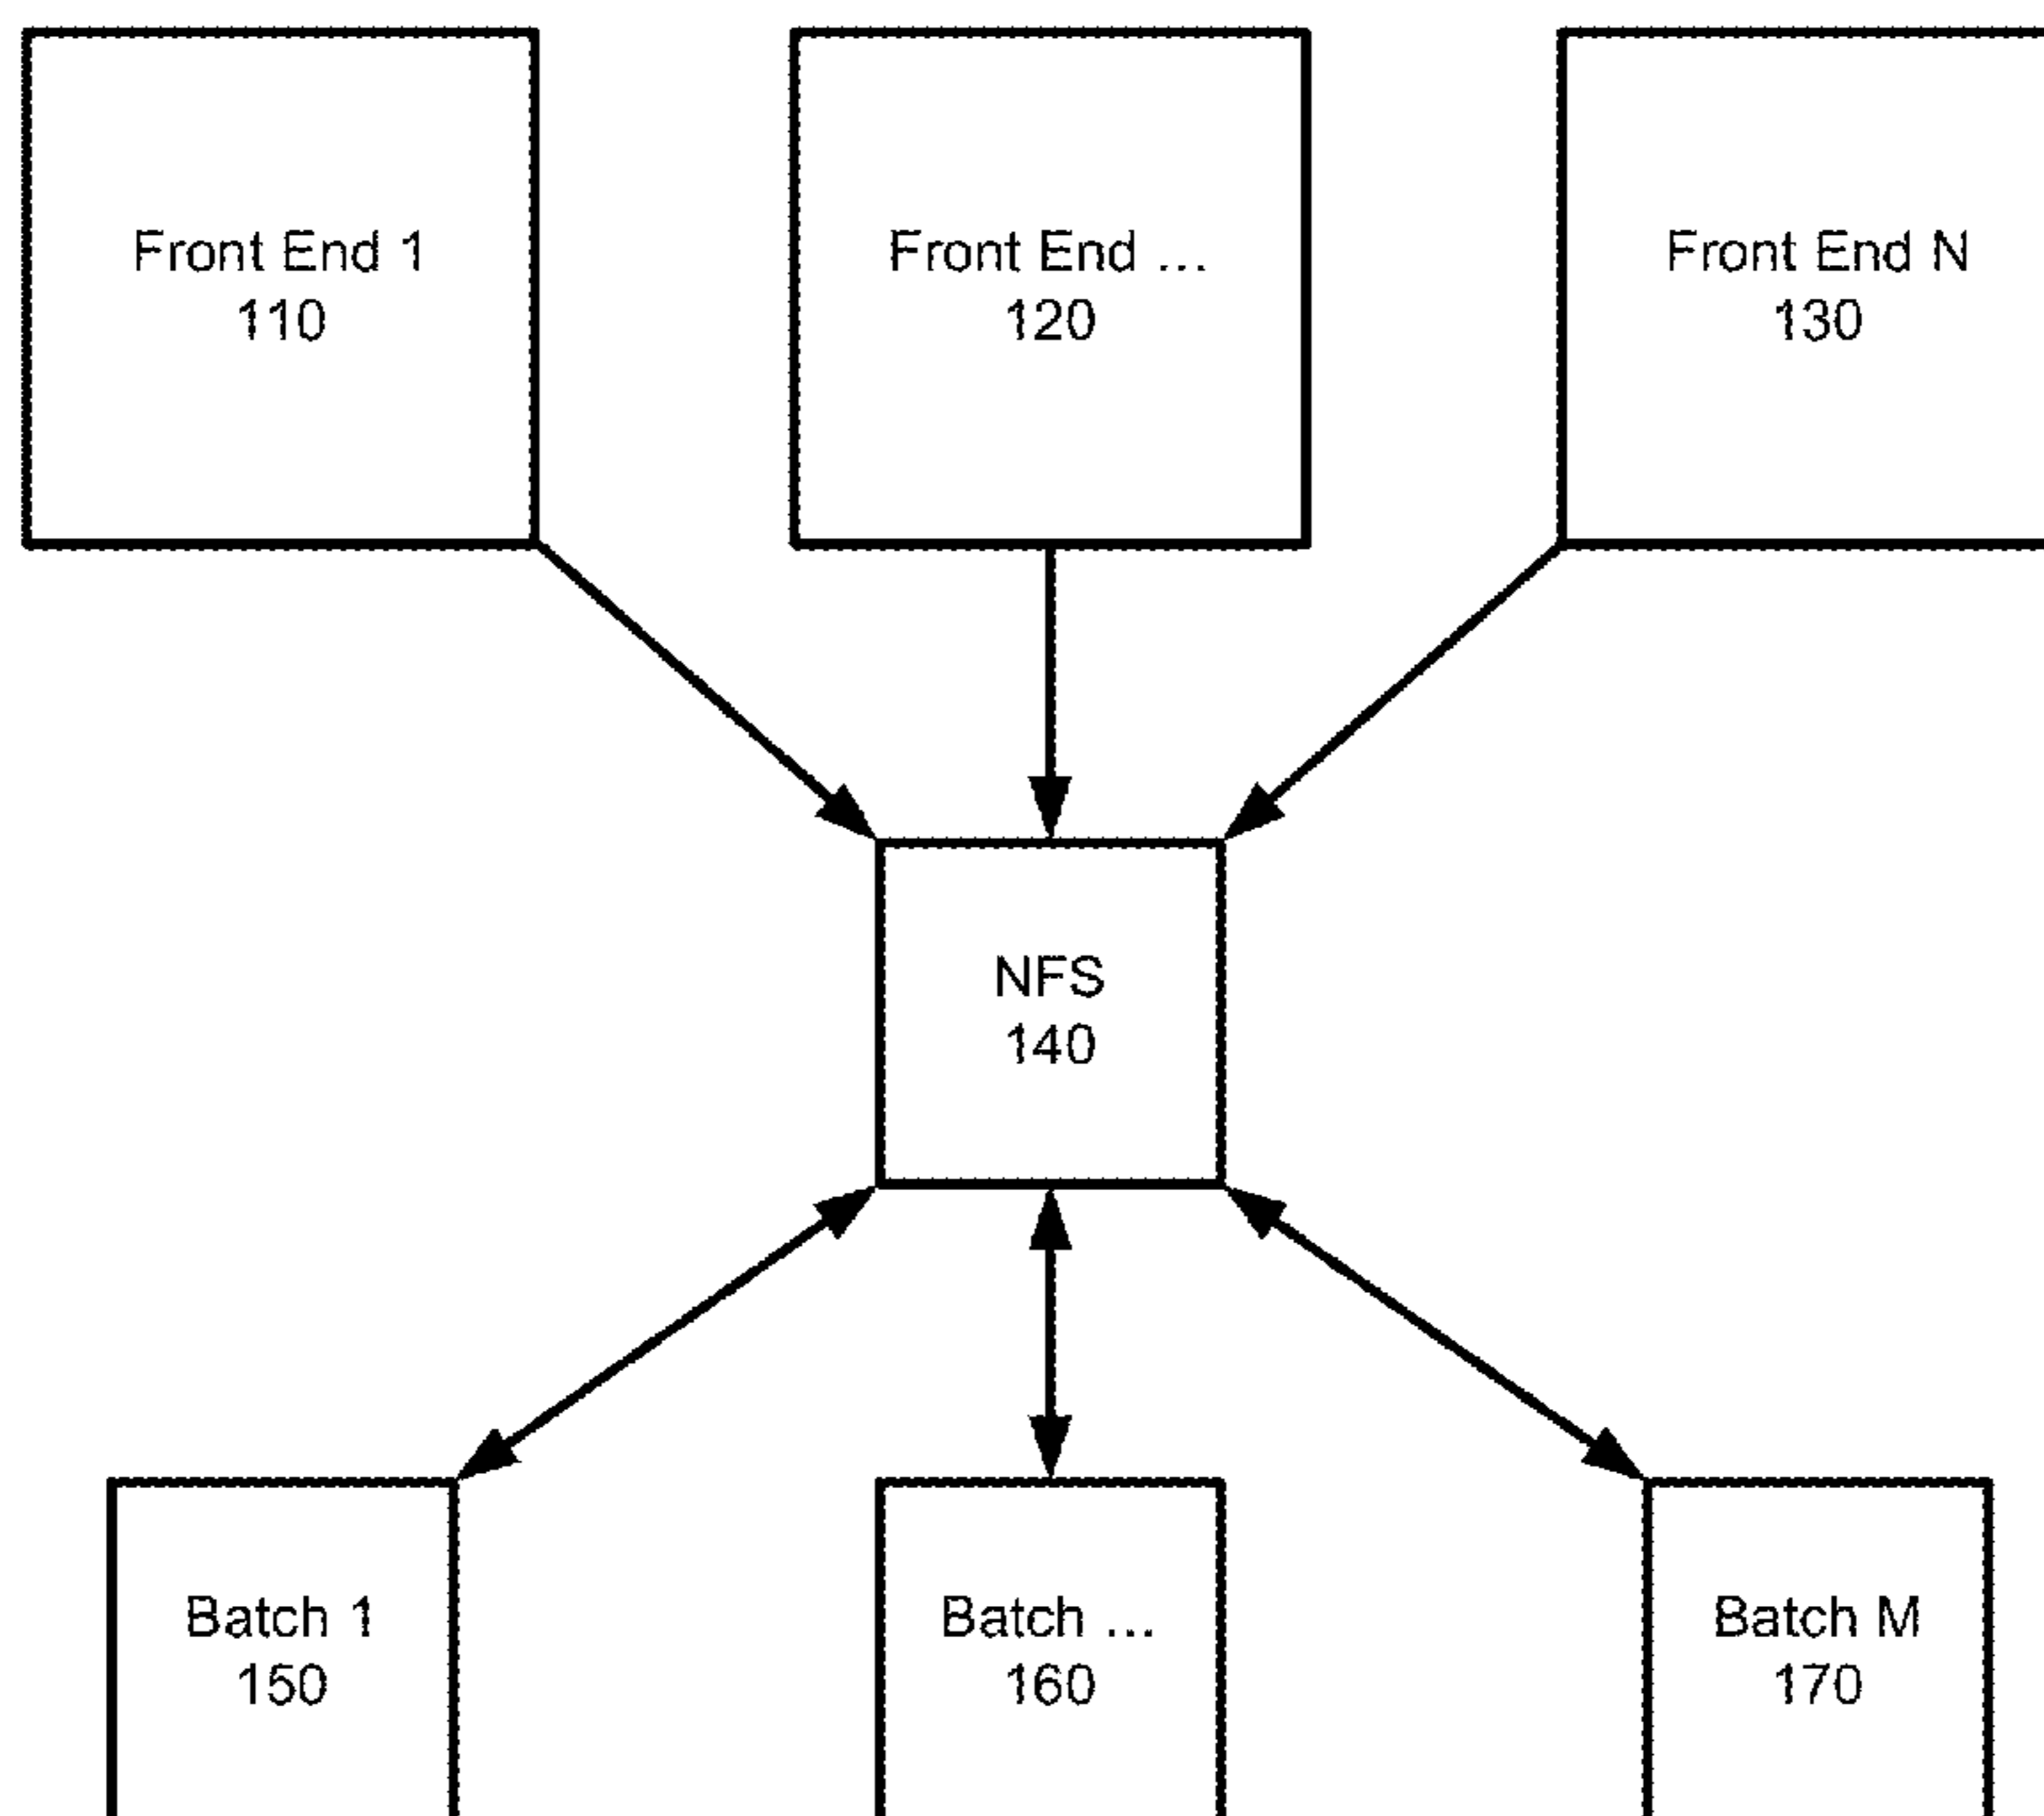 Front End 1
110
Front End ...
120
Front End N
130
NFS
140
Batch 1
150
Batch ...
160
Batch M
170